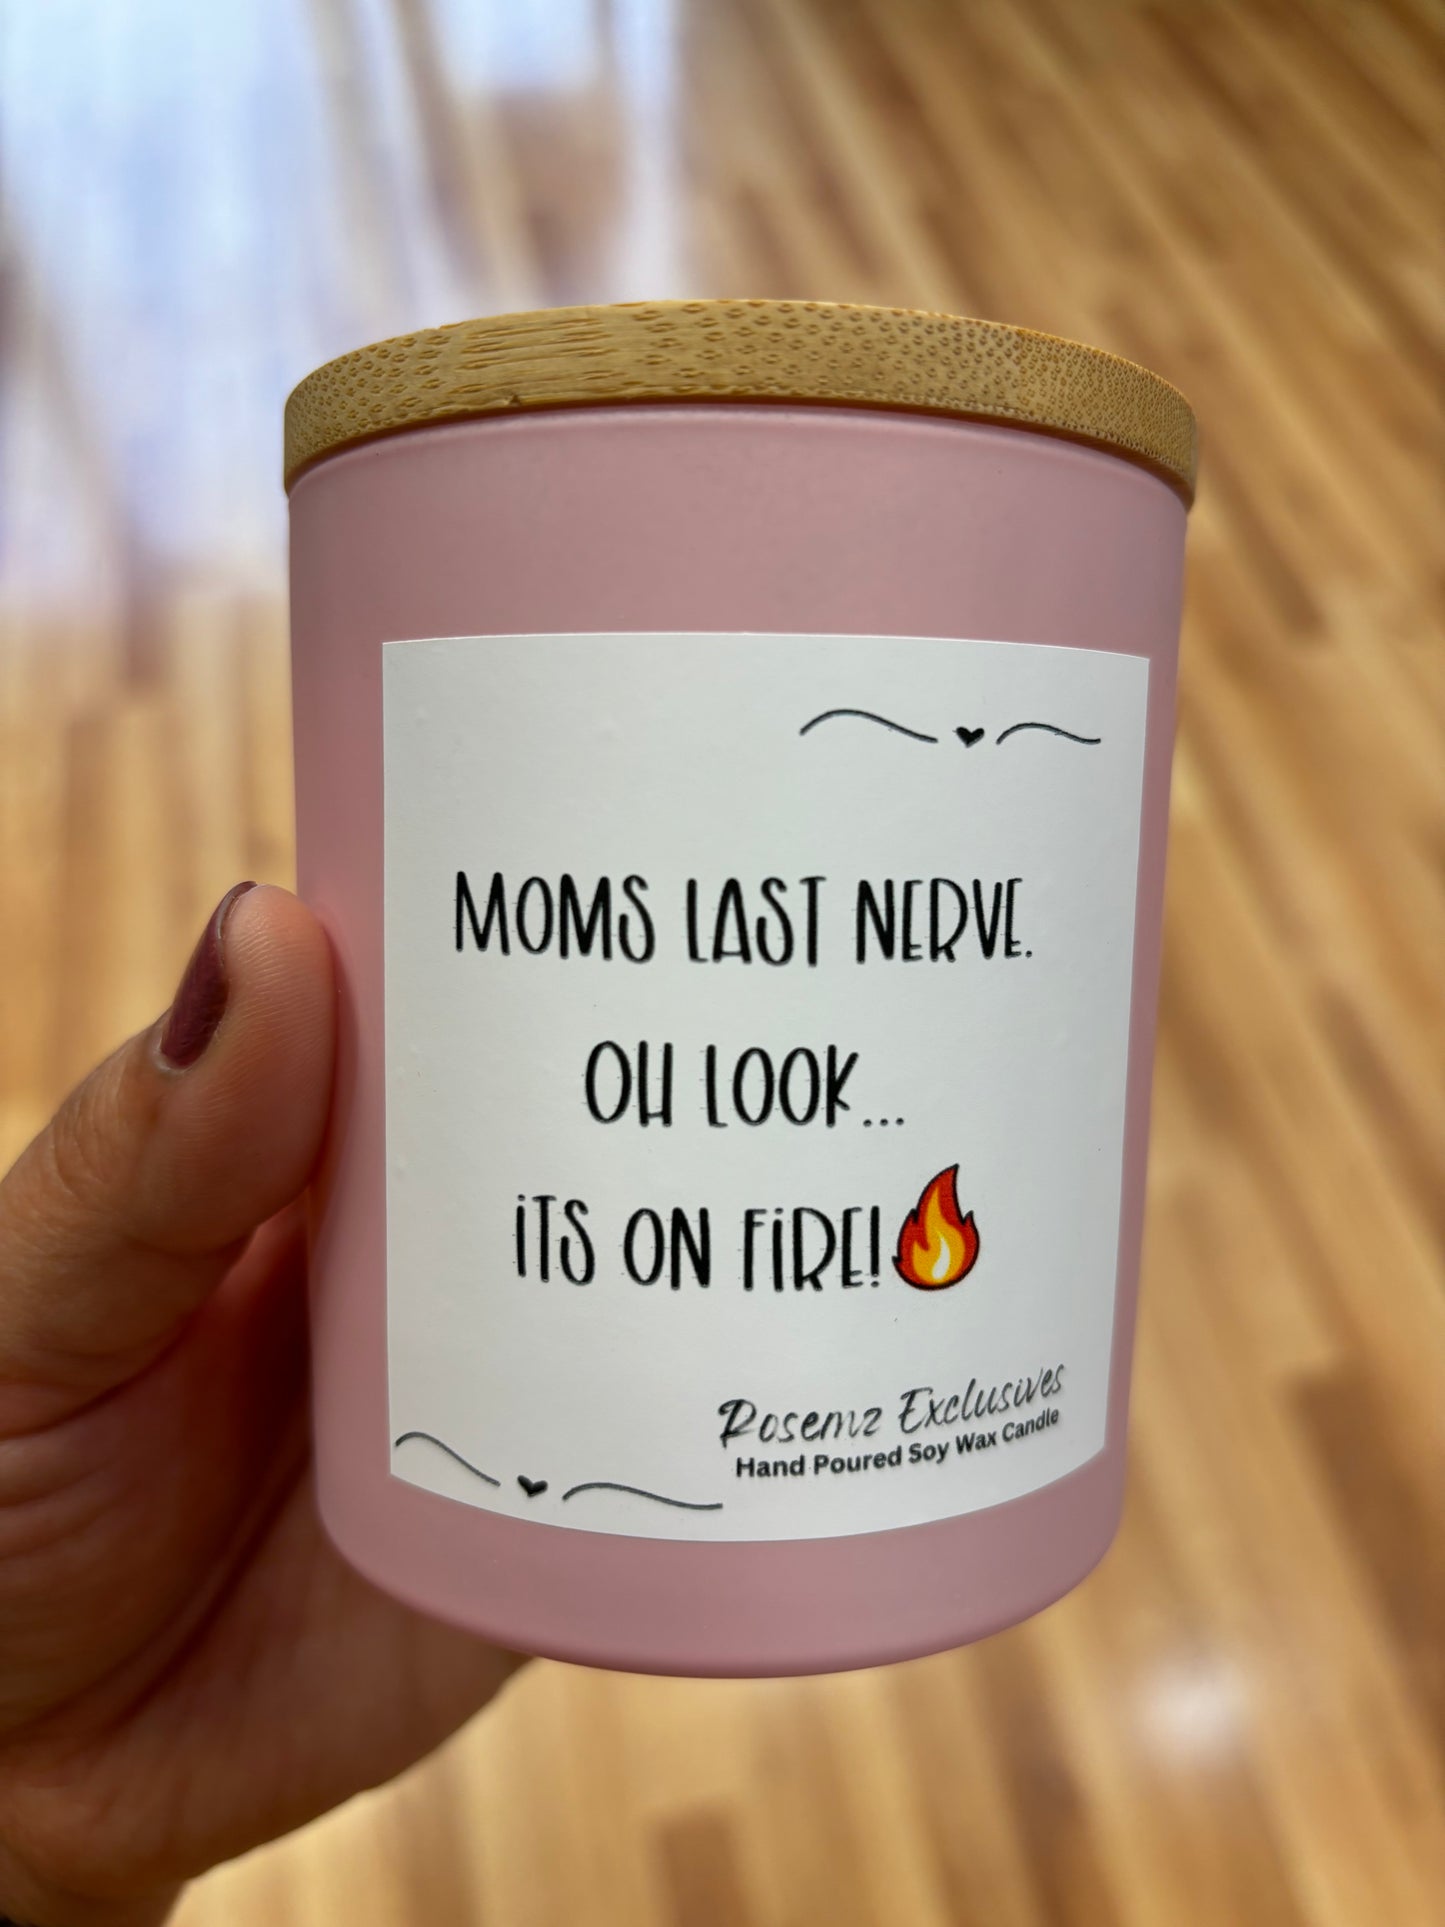 MOMS LAST NERVE.
OH LOOK...
iTS ON FiRE!🔥
Rosemz Exclusives
Hand Poured Soy Wax Candle